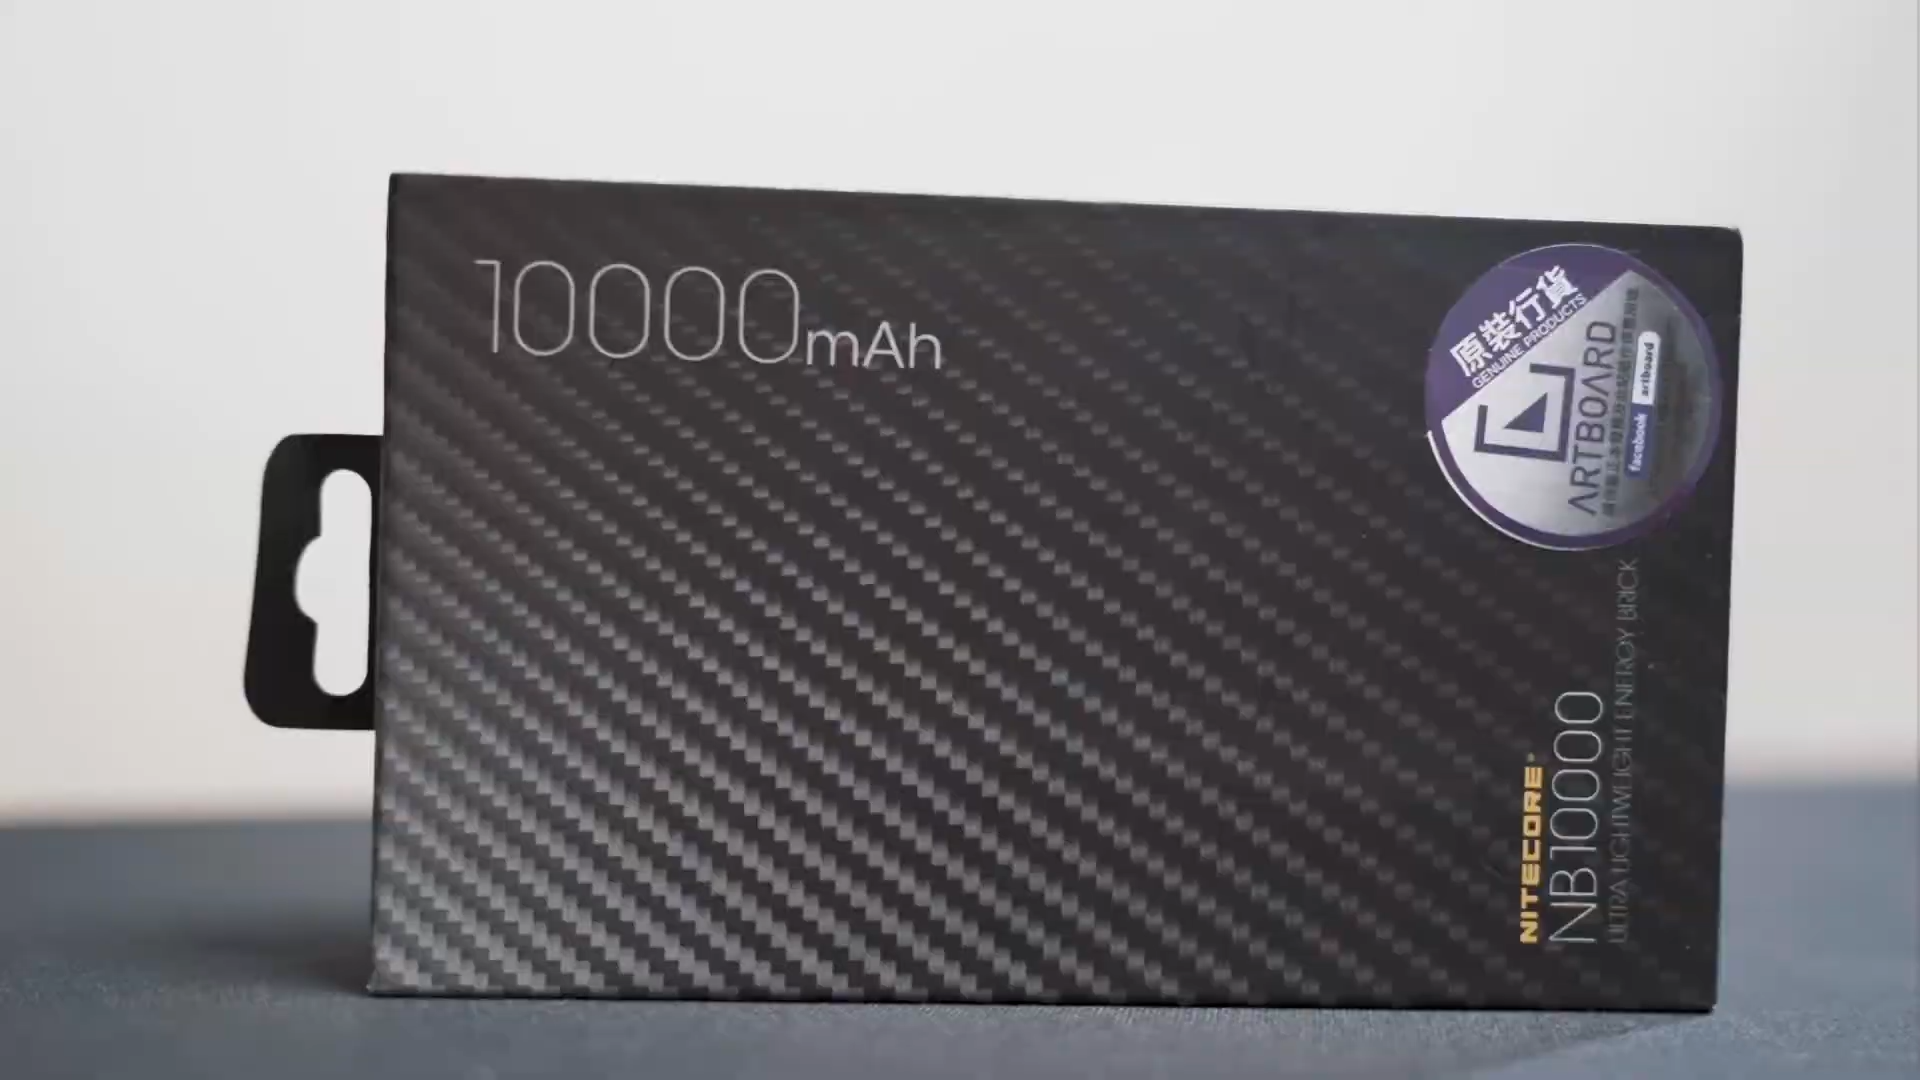 10000mAh
原裝行貨
GENUINE PRODUCTS
ARTBOARD
facebook artboard
NITECORE
NB10000
ULTRA LIGHTWEIGHT ENERGY BRICK